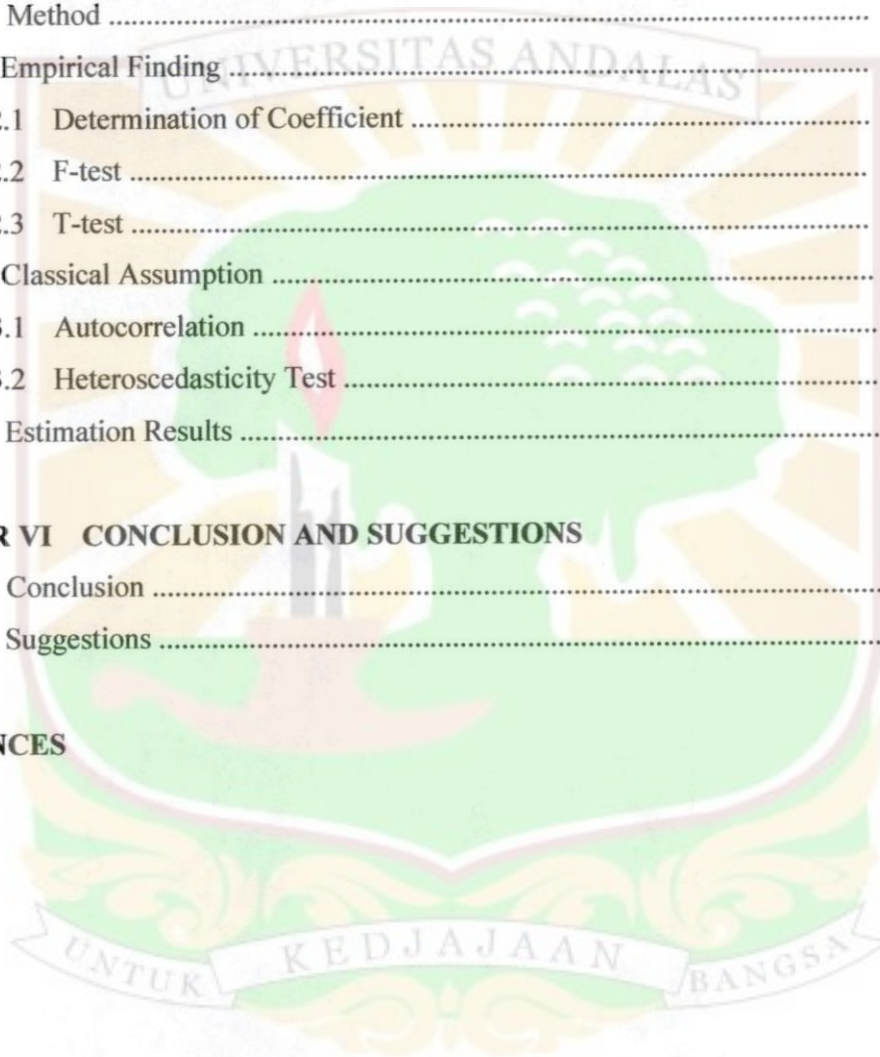 Method ........................................................................
UNIVERSITAS ANDALAS
Empirical Finding ........................................................................
.1 Determination of Coefficient ........................................................................
.2 F-test ........................................................................
.3 T-test ........................................................................
Classical Assumption ........................................................................
.1 Autocorrelation ........................................................................
.2 Heteroscedasticity Test ........................................................................
Estimation Results ........................................................................
R VI CONCLUSION AND SUGGESTIONS
Conclusion ........................................................................
Suggestions ........................................................................
NCES
UNTUK KEDJAJAAN BANGSA